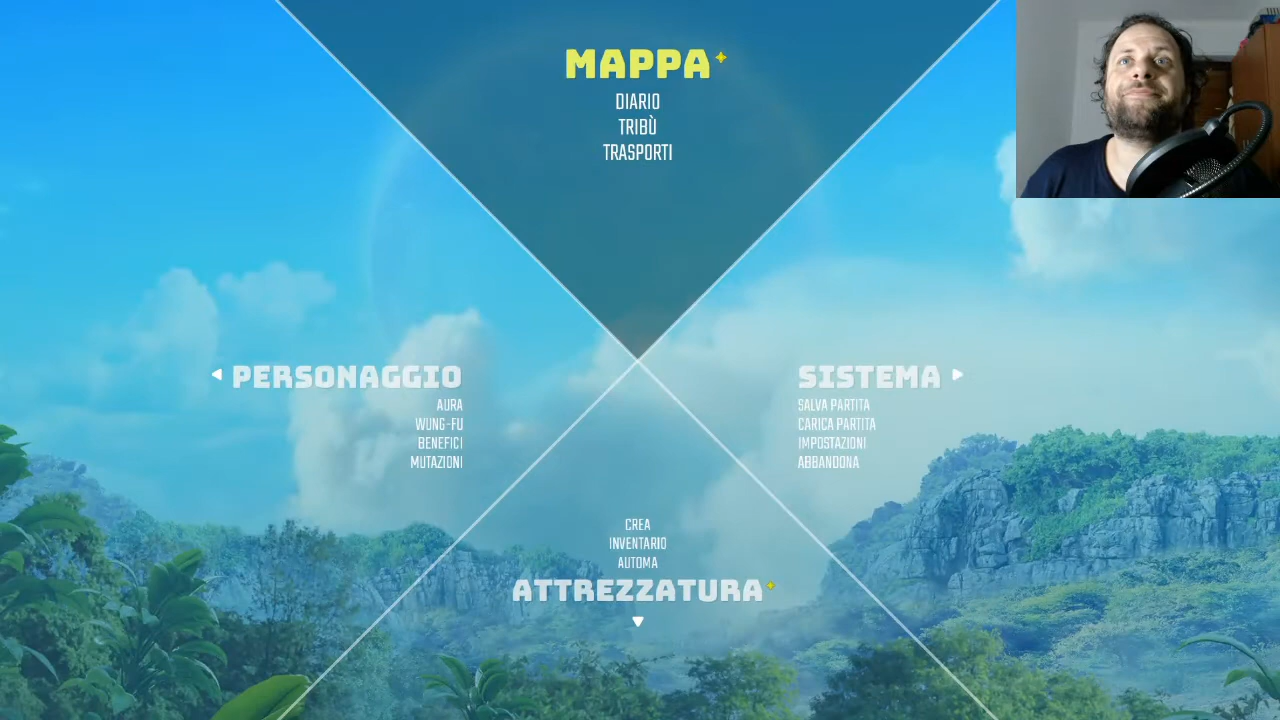 MAPPA
DIARIO
TRIBÙ
TRASPORTI
PERSONAGGIO
AURA
WUNG-FU
BENEFICI
MUTAZIONI
SISTEMA
SALVA PARTITA
CARICA PARTITA
IMPOSTAZIONI
ABBANDONA
CREA
INVENTARIO
AUTOMA
ATTREZZATURA